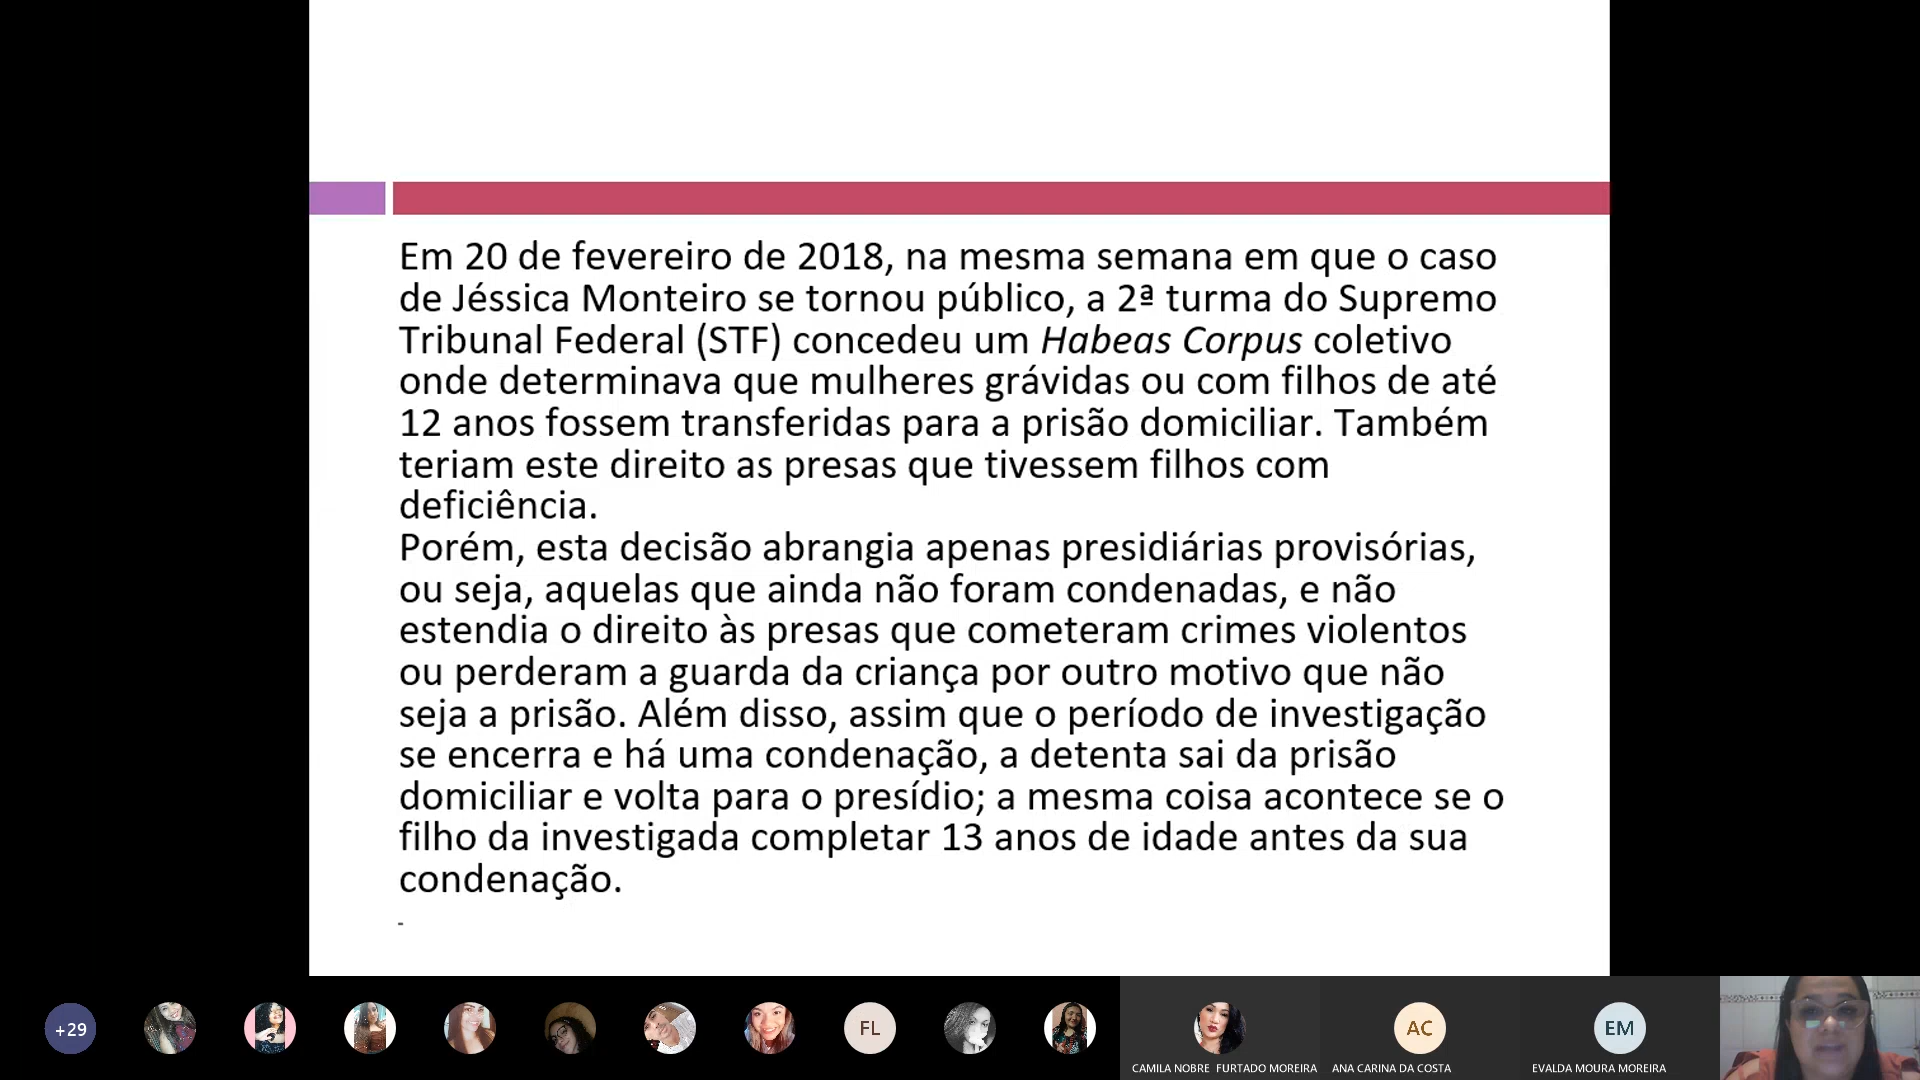 Em 20 de fevereiro de 2018, na mesma semana em que o caso
de Jéssica Monteiro se tornou público, a 2ª turma do Supremo
Tribunal Federal (STF) concedeu um Habeas Corpus coletivo
onde determinava que mulheres grávidas ou com filhos de até
12 anos fossem transferidas para a prisão domiciliar. Também
teriam este direito as presas que tivessem filhos com
deficiência.
Porém, esta decisão abrangia apenas presidiárias provisórias,
ou seja, aquelas que ainda não foram condenadas, e não
estendia o direito às presas que cometeram crimes violentos
ou perderam a guarda da criança por outro motivo que não
seja a prisão. Além disso, assim que o período de investigação
se encerra e há uma condenação, a detenta sai da prisão
domiciliar e volta para o presídio; a mesma coisa acontece se o
filho da investigada completar 13 anos de idade antes da sua
condenação.
-
+29
FL
AC
EM
CAMILA NOBRE FURTADO MOREIRA
ANA CARINA DA COSTA
EVALDA MOURA MOREIRA